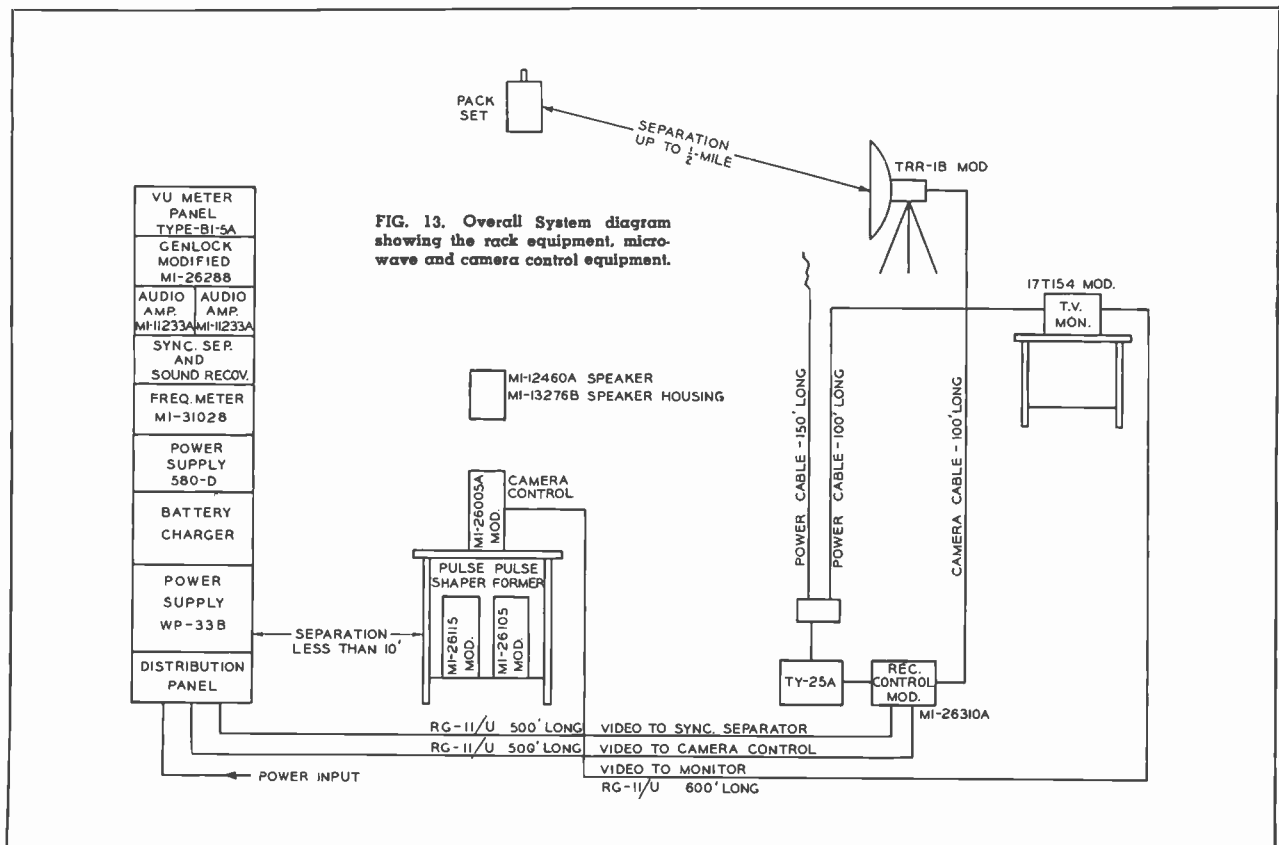 PACK
SET
SEPARATION
UP TO 1/2-MILE
TRR-1B MOD
FIG. 13. Overall System diagram
showing the rack equipment, micro-
wave and camera control equipment.
VU METER
PANEL
TYPE-BI-5A
GENLOCK
MODIFIED
MI-26288
AUDIO
AMP.
MI-11233A
AUDIO
AMP.
MI-11233A
SYNC. SEP.
AND
SOUND RECOV.
FREQ. METER
MI-31028
POWER
SUPPLY
580-D
BATTERY
CHARGER
POWER
SUPPLY
WP-33B
DISTRIBUTION
PANEL
SEPARATION
LESS THAN 10'
MI-12460A SPEAKER
MI-13276B SPEAKER HOUSING
CAMERA
CONTROL
MI-26005A
MOD.
PULSE
SHAPER
PULSE
FORMER
MI-26115
MOD.
MI-26105
MOD.
17T154 MOD.
T.V.
MON.
POWER CABLE-150' LONG
POWER CABLE-100' LONG
CAMERA CABLE-100' LONG
TY-25A
REC.
CONTROL
MOD.
MI-26310A
RG-11/U 500' LONG VIDEO TO SYNC. SEPARATOR
RG-11/U 500' LONG VIDEO TO CAMERA CONTROL
VIDEO TO MONITOR
RG-11/U 600' LONG
POWER INPUT